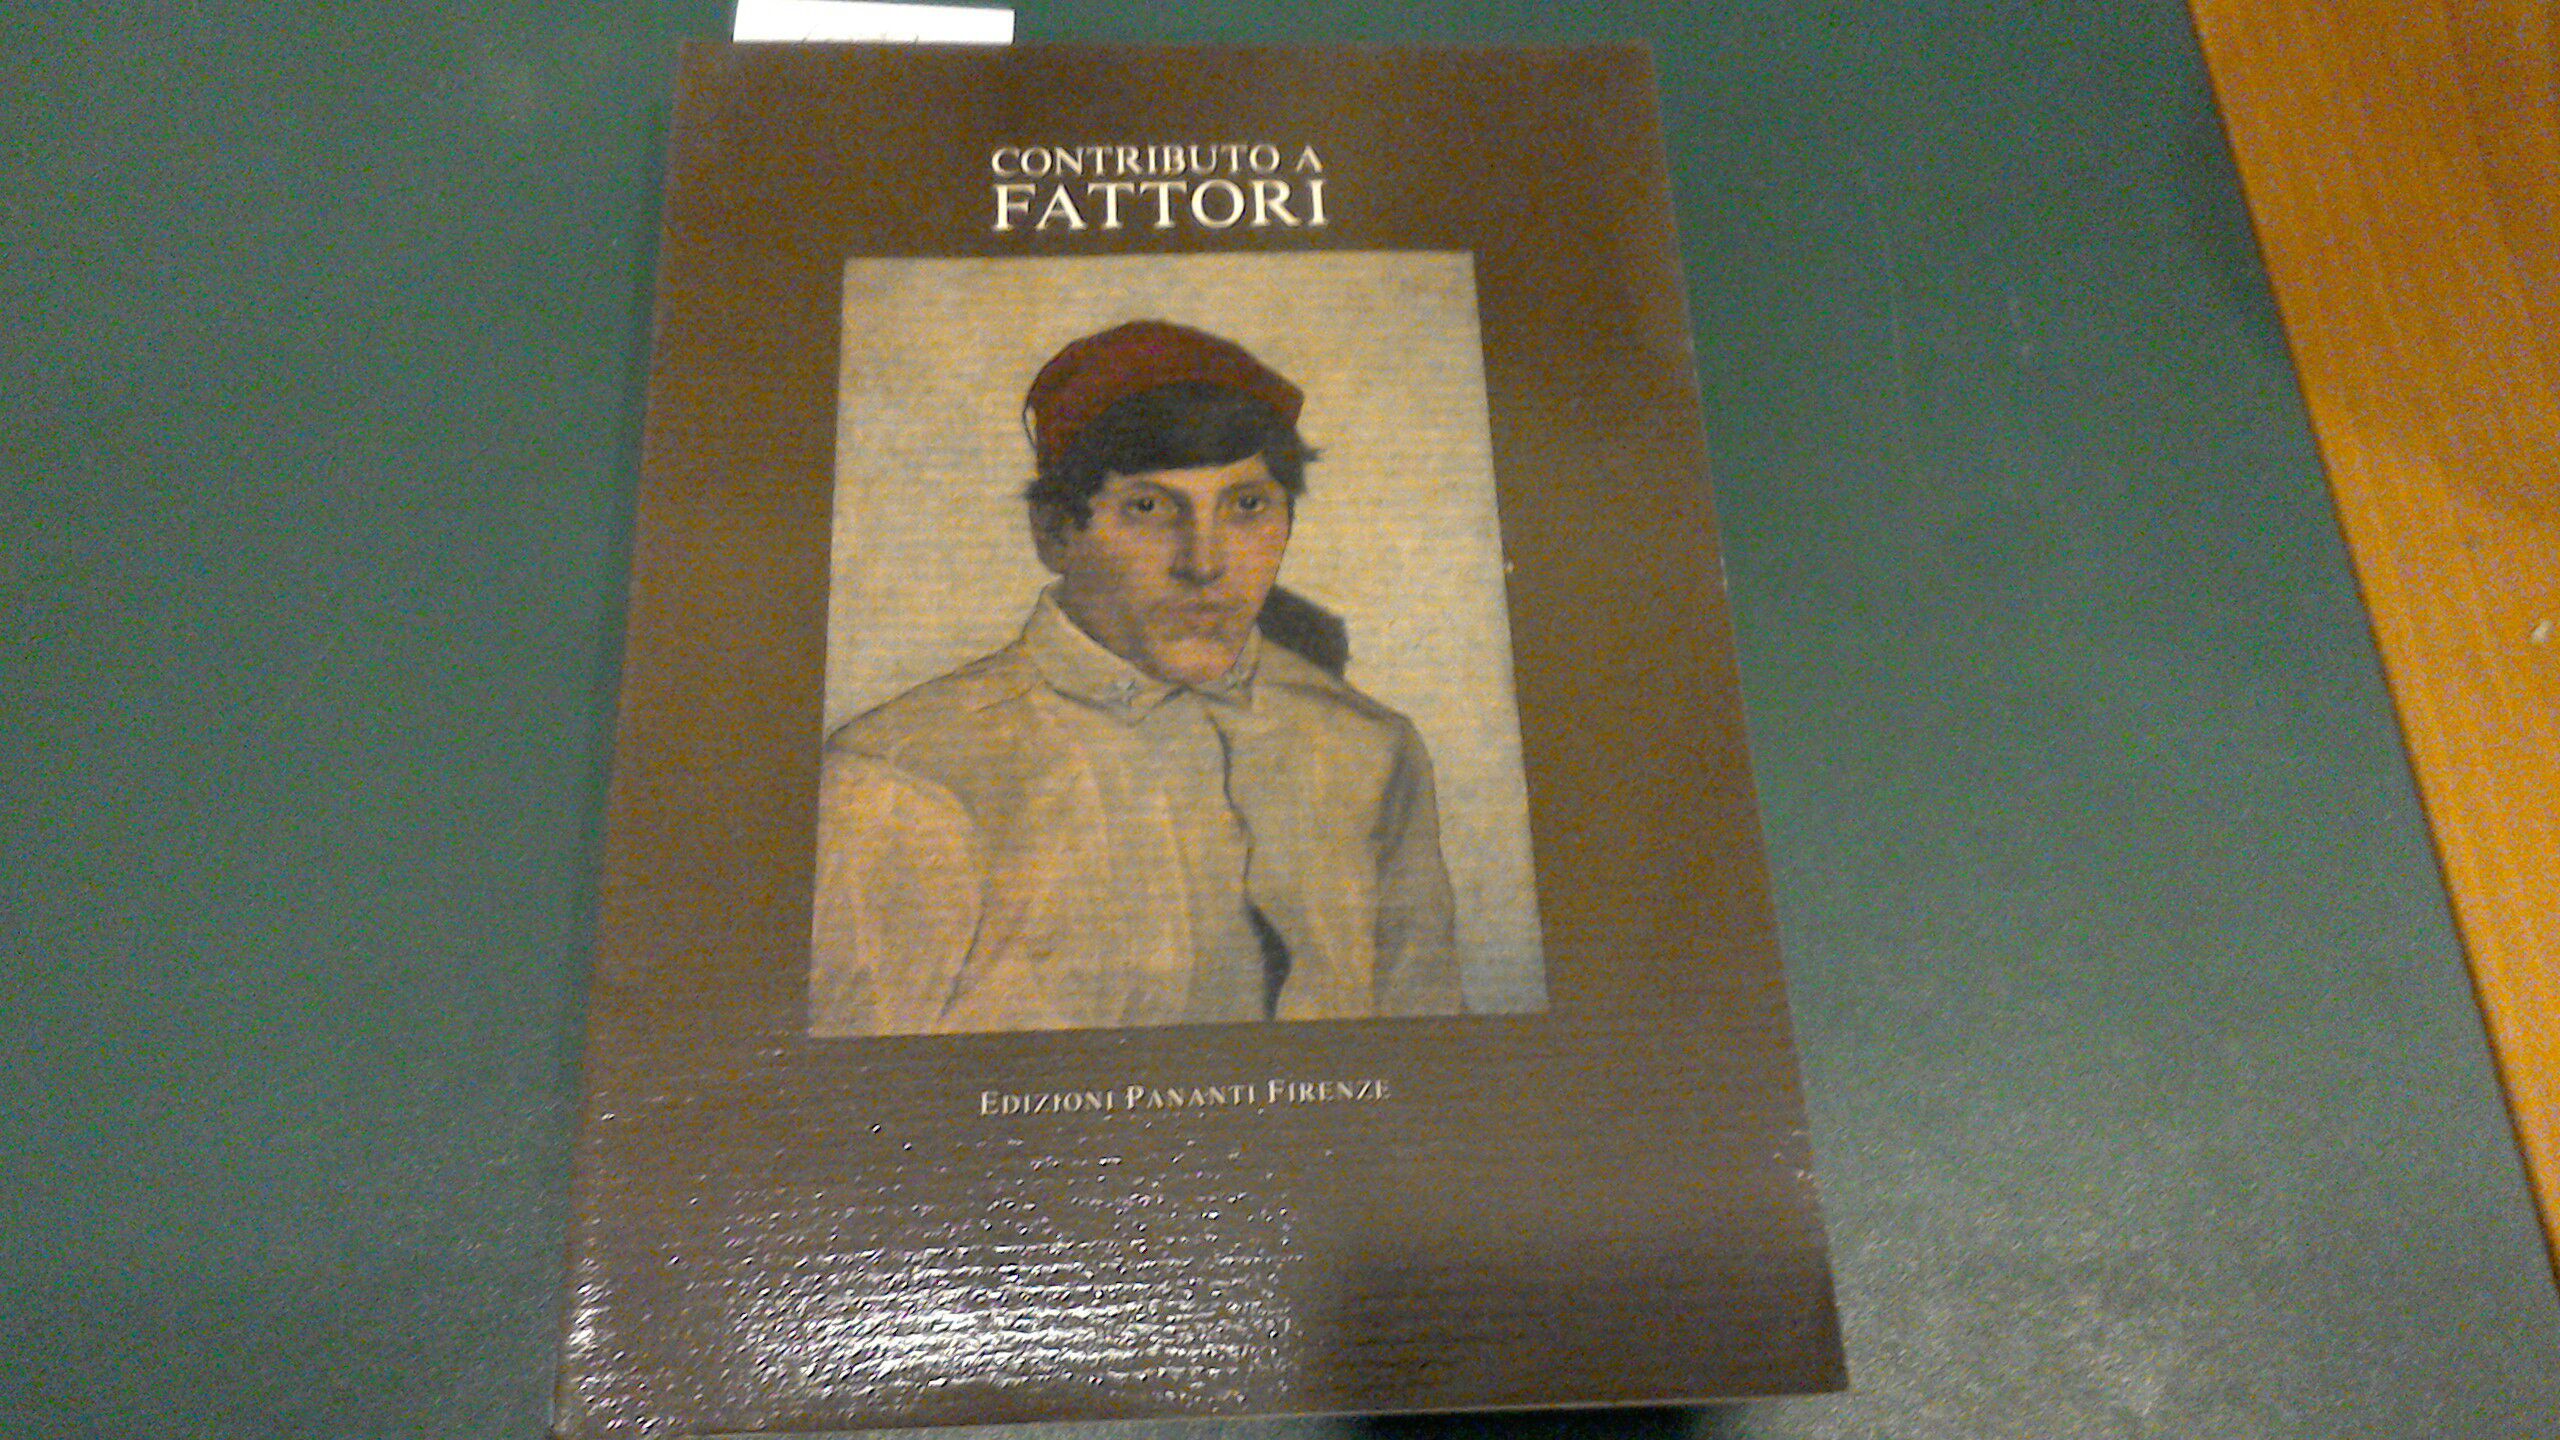 CONTRIBUTO A
FATTORI
EDIZIONI PANANTI FIRENZE